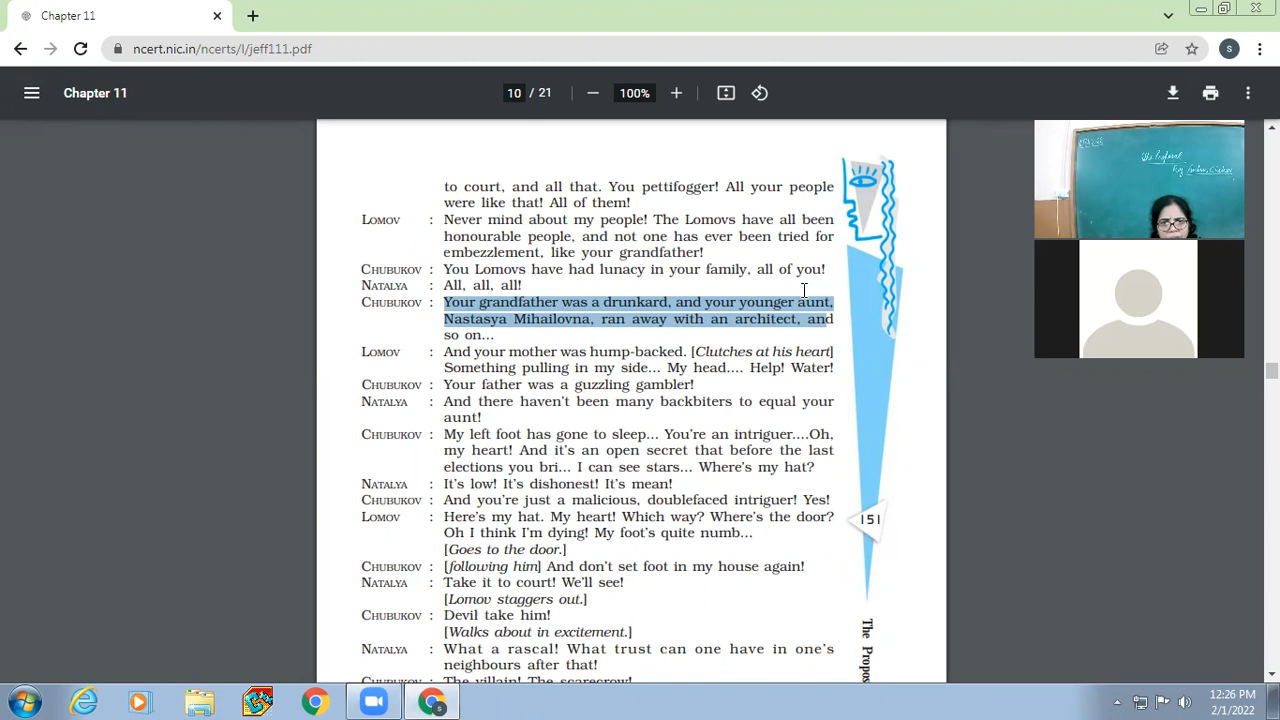 Chapter 11
ncert.nic.in/ncerts/l/jeff111.pdf
S
Chapter 11
10 / 21
100%
to court, and all that. You pettifogger! All your people
were like that! All of them!
LOMOV : Never mind about my people! The Lomovs have all been
honourable people, and not one has ever been tried for
embezzlement, like your grandfather!
CHUBUKOV : You Lomovs have had lunacy in your family, all of you!
NATALYA : All, all, all!
CHUBUKOV : Your grandfather was a drunkard, and your younger aunt,
Nastasya Mihailovna, ran away with an architect, and
so on...
LOMOV : And your mother was hump-backed. [Clutches at his heart]
Something pulling in my side... My head.... Help! Water!
CHUBUKOV : Your father was a guzzling gambler!
NATALYA : And there haven't been many backbiters to equal your
aunt!
CHUBUKOV : My left foot has gone to sleep... You're an intriguer....Oh,
my heart! And it's an open secret that before the last
elections you bri... I can see stars... Where's my hat?
NATALYA : It's low! It's dishonest! It's mean!
CHUBUKOV : And you're just a malicious, doublefaced intriguer! Yes!
LOMOV : Here's my hat. My heart! Which way? Where's the door?
Oh I think I'm dying! My foot's quite numb...
[Goes to the door.]
CHUBUKOV : [following him] And don't set foot in my house again!
NATALYA : Take it to court! We'll see!
[Lomov staggers out.]
CHUBUKOV : Devil take him!
[Walks about in excitement.]
NATALYA : What a rascal! What trust can one have in one's
neighbours after that!
CHUBUKOV : The villain! The scarecrow!
151
The Propos
The Proposal
By
12:26 PM
2/1/2022